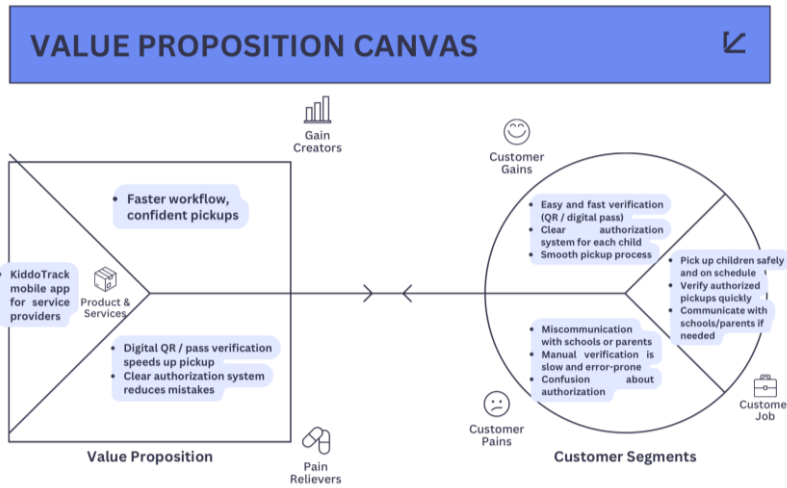 VALUE PROPOSITION CANVAS
Gain
Creators
Customer
Gains
• Faster workflow,
confident pickups
• KiddoTrack
mobile app
for service
providers
Product &
Services
• Digital QR / pass verification
speeds up pickup
• Clear authorization system
reduces mistakes
• Easy and fast verification
(QR / digital pass)
• Clear authorization
system for each child
• Smooth pickup process
• Pick up children safely
and on schedule
• Verify authorized
pickups quickly
• Communicate with
schools/parents if
needed
• Miscommunication
with schools or parents
• Manual verification is
slow and error-prone
• Confusion about
authorization
Custome
Job
Customer
Pains
Value Proposition
Pain
Relievers
Customer Segments